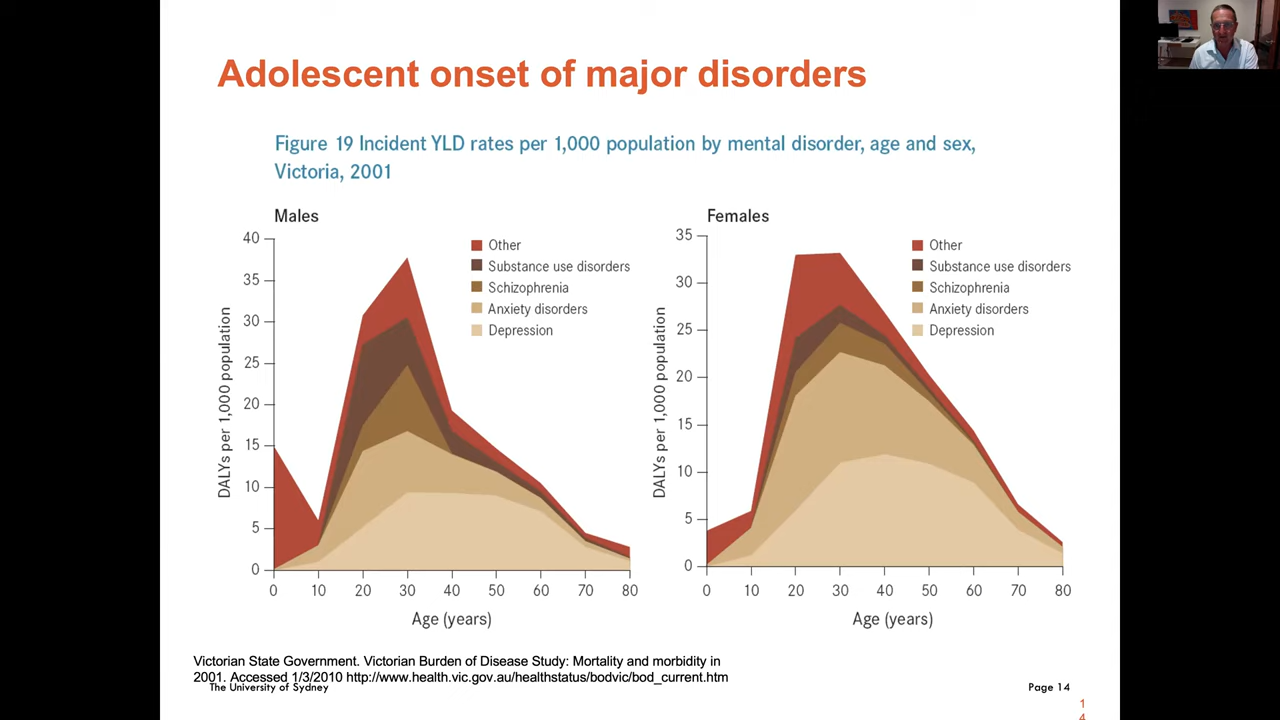 Adolescent onset of major disorders
Figure 19 Incident YLD rates per 1,000 population by mental disorder, age and sex,
Victoria, 2001
Males
40
35
30
25
20
15
10
5
0
DALYs per 1,000 population
Other
Substance use disorders
Schizophrenia
Anxiety disorders
Depression
0 10 20 30 40 50 60 70 80
Age (years)
Females
35
30
25
20
15
10
5
0
DALYs per 1,000 population
Other
Substance use disorders
Schizophrenia
Anxiety disorders
Depression
0 10 20 30 40 50 60 70 80
Age (years)
Victorian State Government. Victorian Burden of Disease Study: Mortality and morbidity in
2001. Accessed 1/3/2010 http://www.health.vic.gov.au/healthstatus/bodvic/bod_current.htm
The University of Sydney
Page 14
1
4